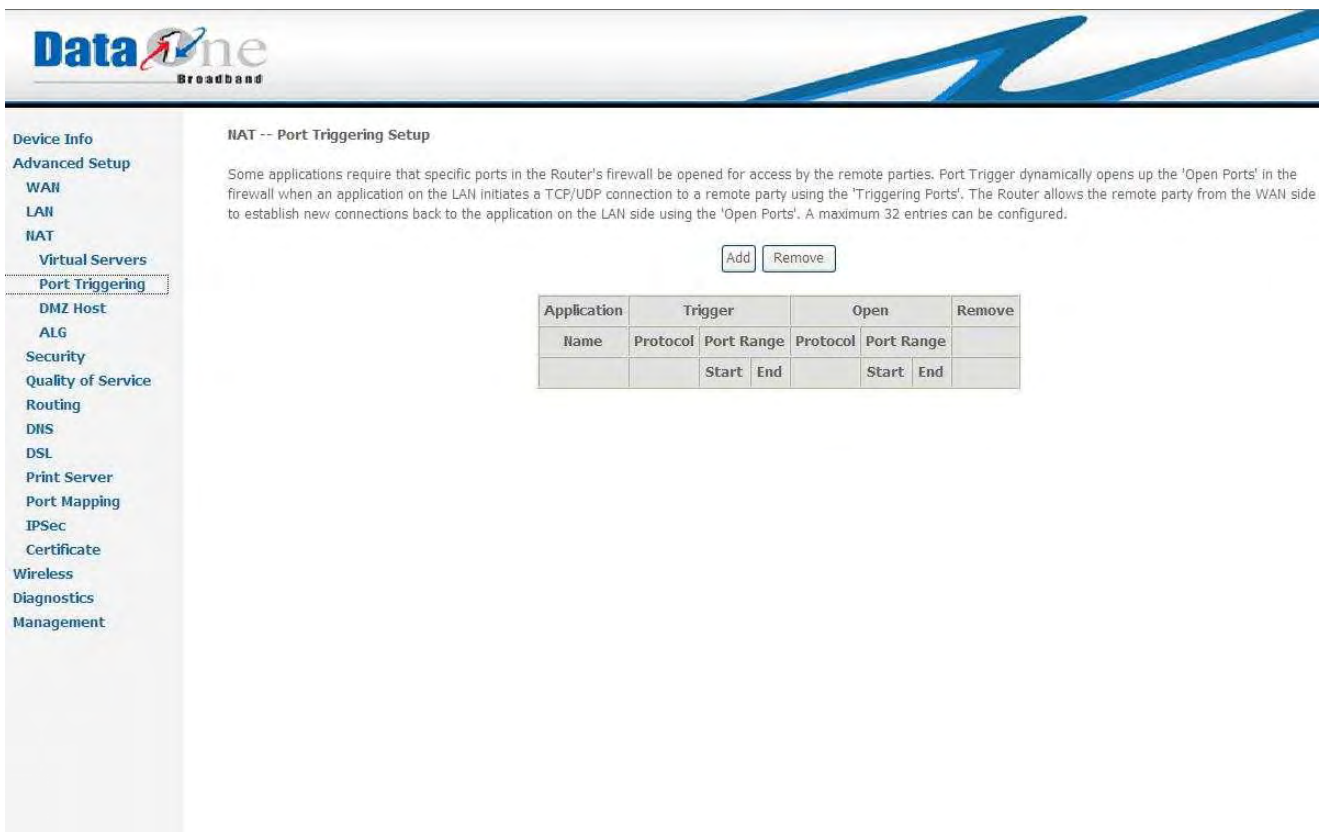 Data One
Broadband
Device Info
Advanced Setup
WAN
LAN
NAT
Virtual Servers
Port Triggering
DMZ Host
ALG
Security
Quality of Service
Routing
DNS
DSL
Print Server
Port Mapping
IPSec
Certificate
Wireless
Diagnostics
Management
NAT -- Port Triggering Setup
Some applications require that specific ports in the Router's firewall be opened for access by the remote parties. Port Trigger dynamically opens up the 'Open Ports' in the
firewall when an application on the LAN initiates a TCP/UDP connection to a remote party using the 'Triggering Ports'. The Router allows the remote party from the WAN side
to establish new connections back to the application on the LAN side using the 'Open Ports'. A maximum 32 entries can be configured.
Add Remove
Application Trigger Open Remove
Name Protocol Port Range Protocol Port Range
Start End Start End